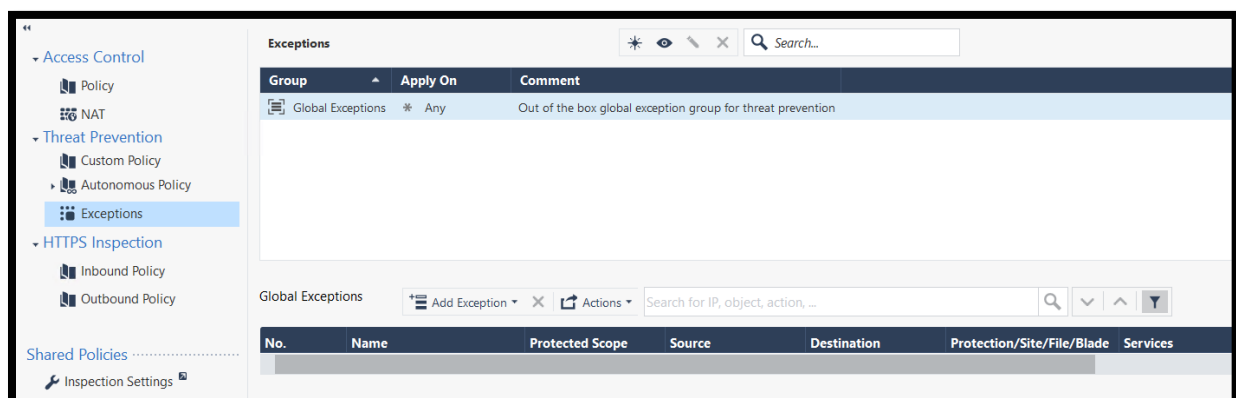 Access Control
Policy
NAT
Threat Prevention
Custom Policy
Autonomous Policy
Exceptions
HTTPS Inspection
Inbound Policy
Outbound Policy
Shared Policies
Inspection Settings
Exceptions
Search...
Group Apply On Comment
Global Exceptions Any Out of the box global exception group for threat prevention
Global Exceptions Add Exception Actions Search for IP, object, action, ...
No. Name Protected Scope Source Destination Protection/Site/File/Blade Services